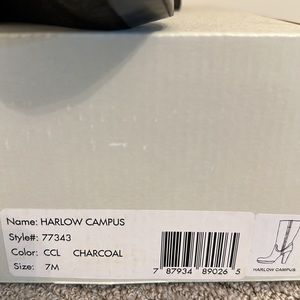 Name: HARLOW CAMPUS
Style#: 77343
Color: CCL CHARCOAL
Size: 7M
7 87934 89026 5
HARLOW CAMPUS